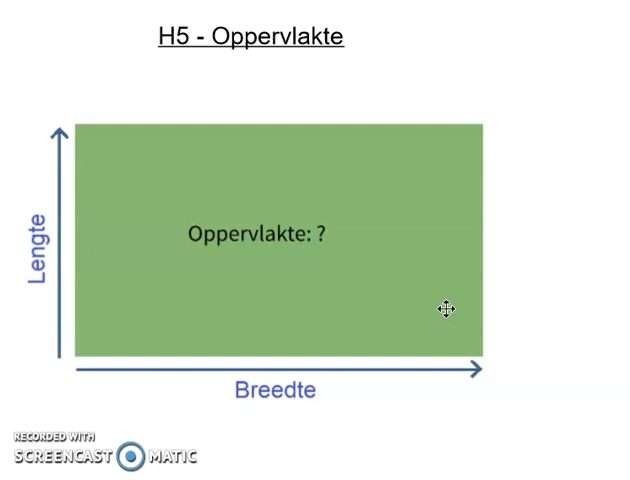 H5 - Oppervlakte
Lengte
Oppervlakte: ?
Breedte
RECORDED WITH
SCREENCAST MATIC